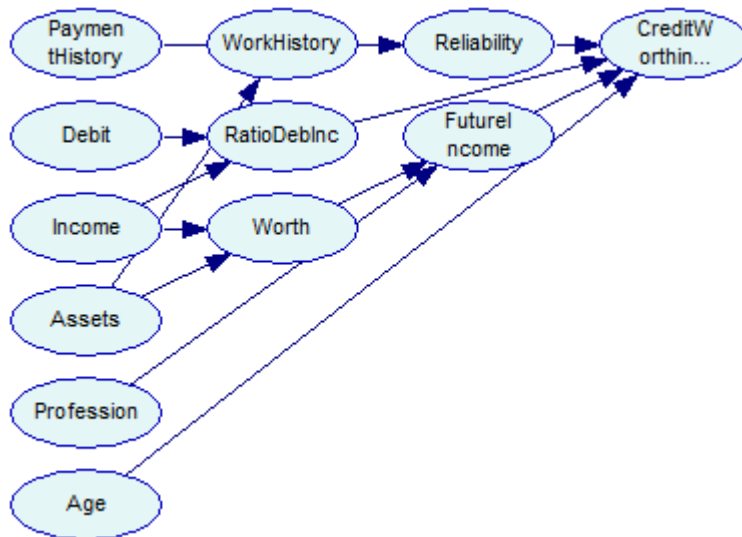 Paymen
tHistory
WorkHistory
Reliability
CreditW
orthin...
Debit
RatioDebInc
FutureI
ncome
Income
Worth
Assets
Profession
Age